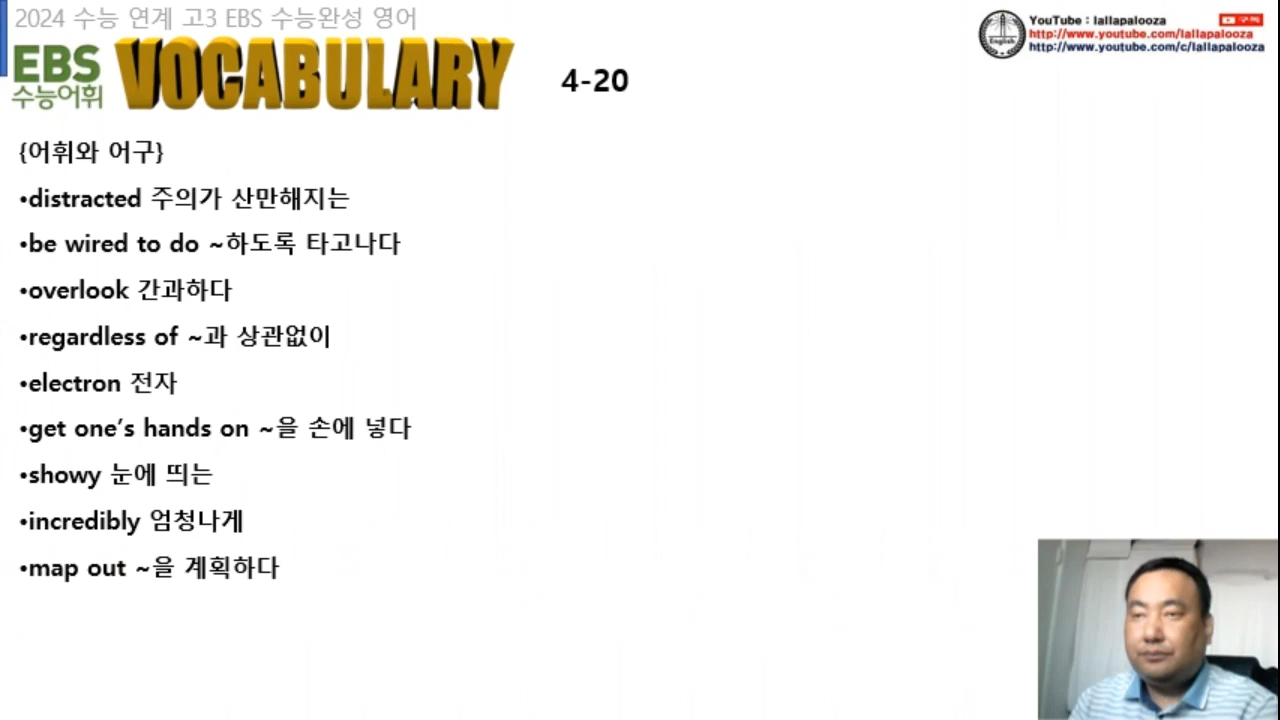 2024 수능 연계 고3 EBS 수능완성 영어
EBS
수능어휘
VOCABULARY
4-20
English
YouTube : lallapalooza
구독
http://www.youtube.com/lallapalooza
http://www.youtube.com/c/lallapalooza
{어휘와 어구}
•distracted 주의가 산만해지는
•be wired to do ~하도록 타고나다
•overlook 간과하다
•regardless of ~과 상관없이
•electron 전자
•get one’s hands on ~을 손에 넣다
•showy 눈에 띄는
•incredibly 엄청나게
•map out ~을 계획하다